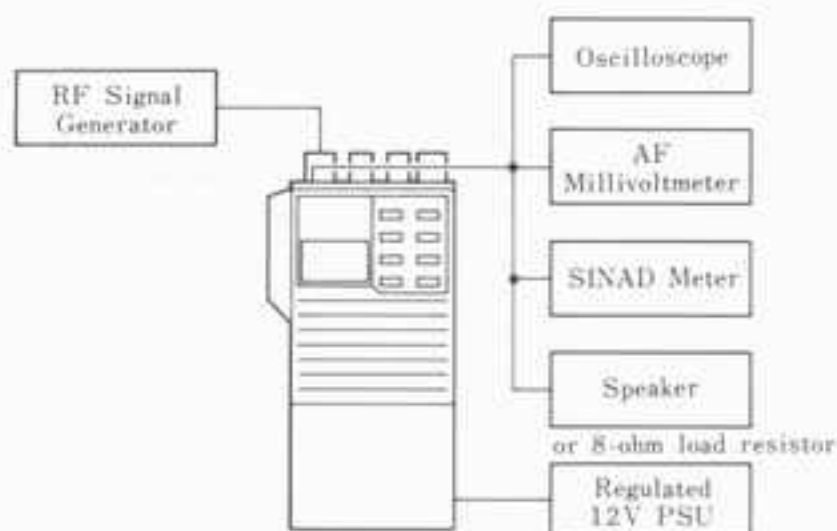 RF Signal
Generator
Oscilloscope
AF
Millivoltmeter
SINAD Meter
Speaker
or 8-ohm load resistor
Regulated
12V PSU